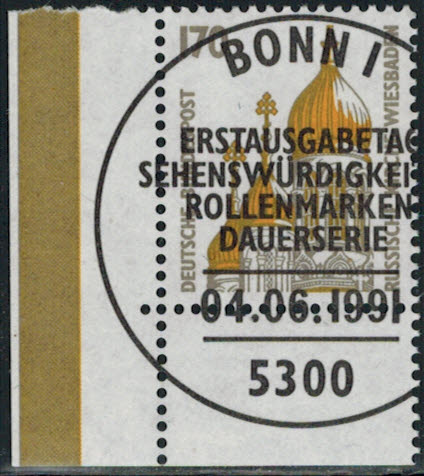 170
BONN 1
ERSTAUSGABETAG
SEHENSWÜRDIGKEI
ROLLENMARKEN-
DAUERSERIE
04.06.1991
5300
DEUTSCHE BUNDESPOST
RUSSISCHE KIRCHE WIESBADEN